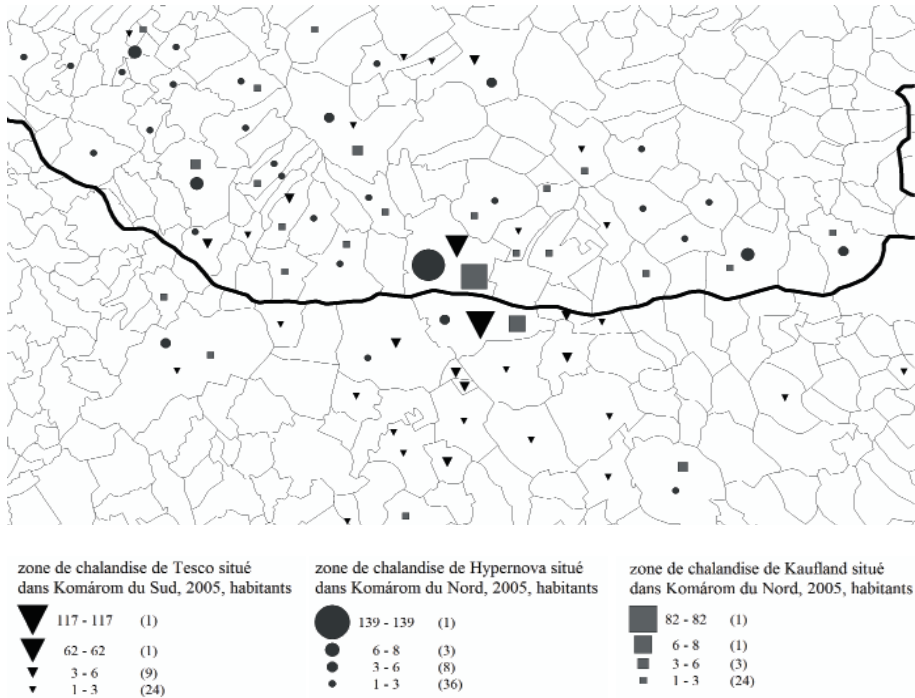 zone de chalandise de Tesco situé
dans Komárom du Sud, 2005, habitants
117 - 117 (1)
62 - 62 (1)
3 - 6 (9)
1 - 3 (24)
zone de chalandise de Hypernova situé
dans Komárom du Nord, 2005, habitants
139 - 139 (1)
6 - 8 (3)
3 - 6 (8)
1 - 3 (36)
zone de chalandise de Kaufland situé
dans Komárom du Nord, 2005, habitants
82 - 82 (1)
6 - 8 (1)
3 - 6 (3)
1 - 3 (24)